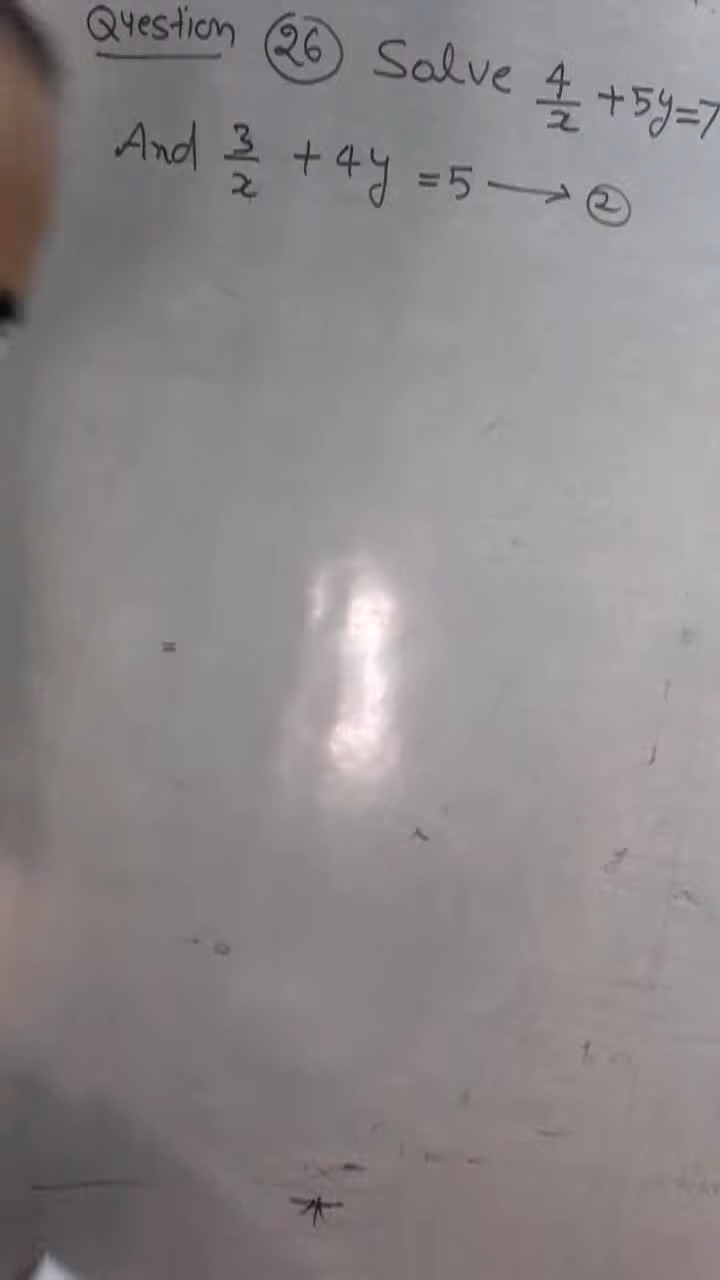 Question 26 Solve 4/x + 5y = 7
And 3/x + 4y = 5 → 2